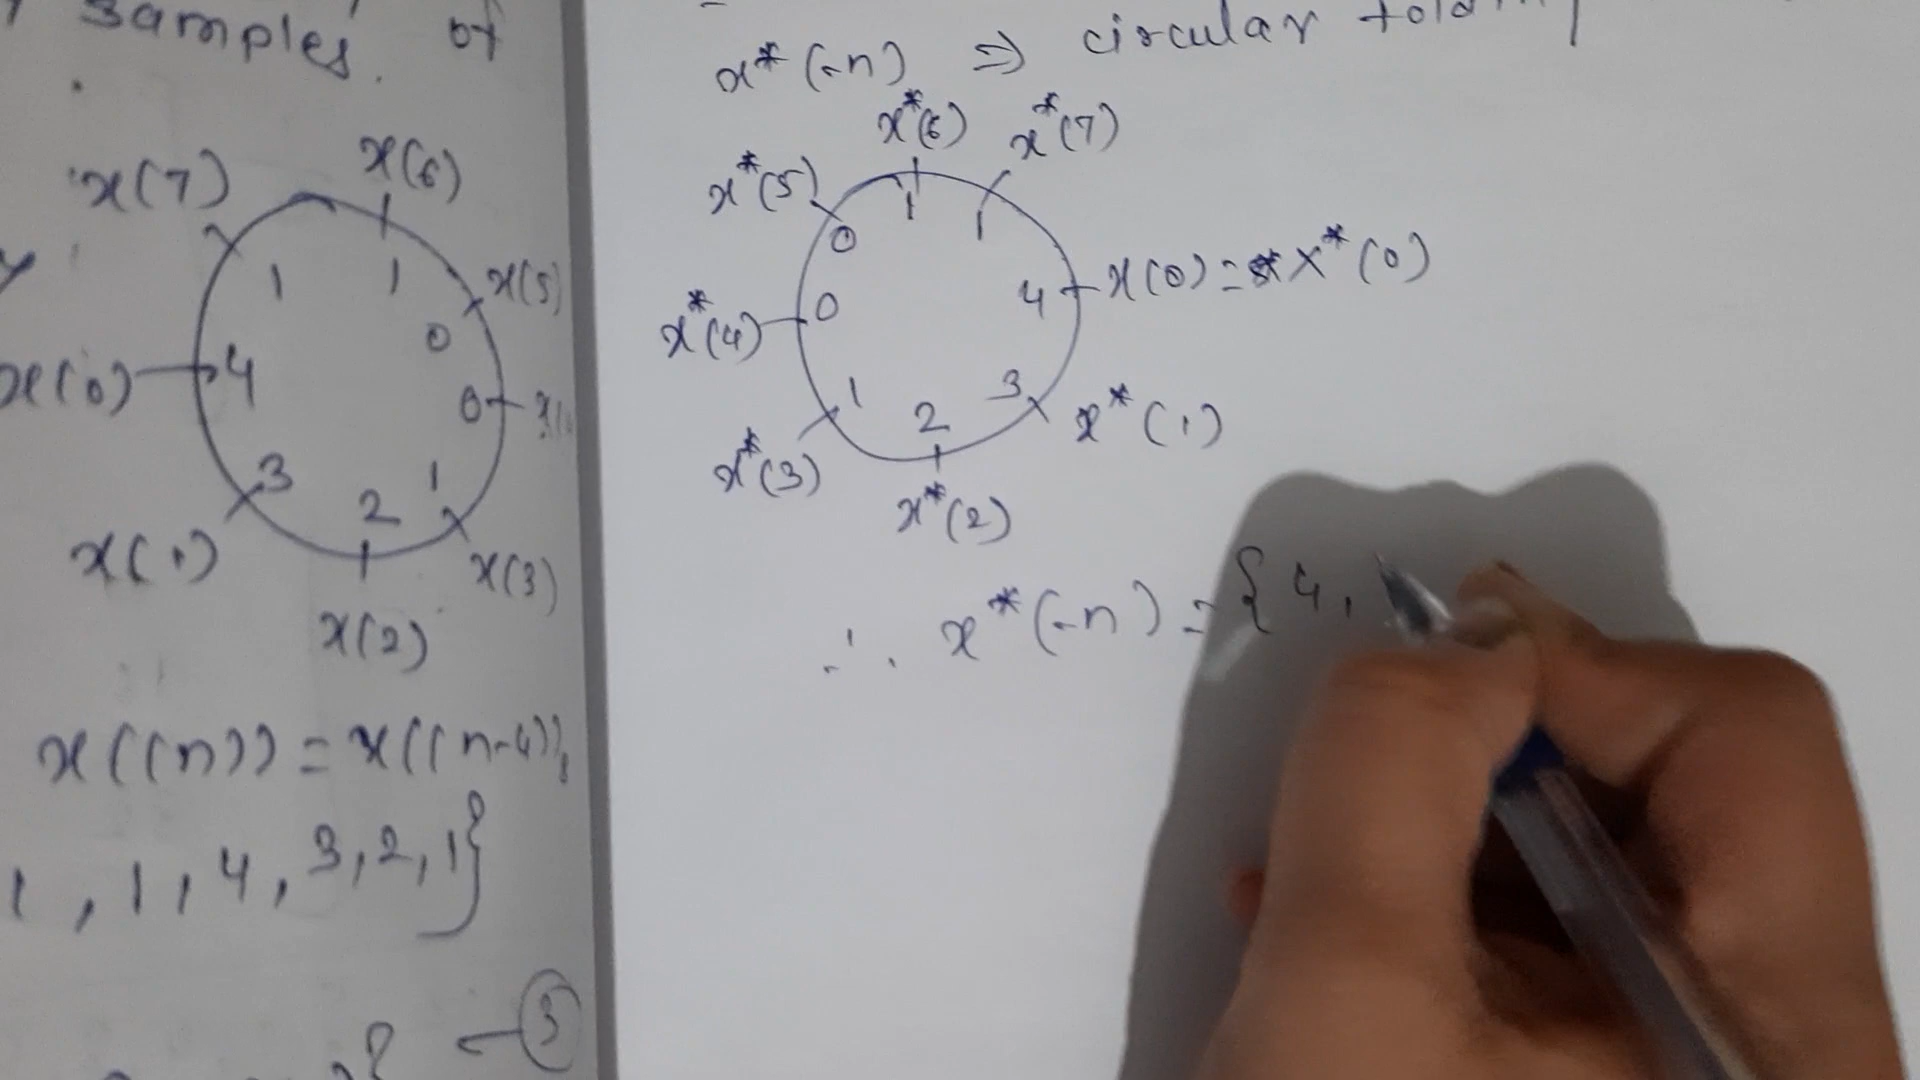 samples of
x(7) x(6)
x(5)
1 1
0
x(0) 4
0
3 2 1
x(1) x(3)
x(2)
x((n)) = x((n-4))
1, 1, 4, 3, 2, 1}
3
x*(-n) ⇒ circular
x*(6) x*(7)
x*(5)
1 1
0
x*(4) 0 4 x(0) = x*(0)
1 2 3
x*(1)
x*(3)
x*(2)
∴ x*(-n) = {4,